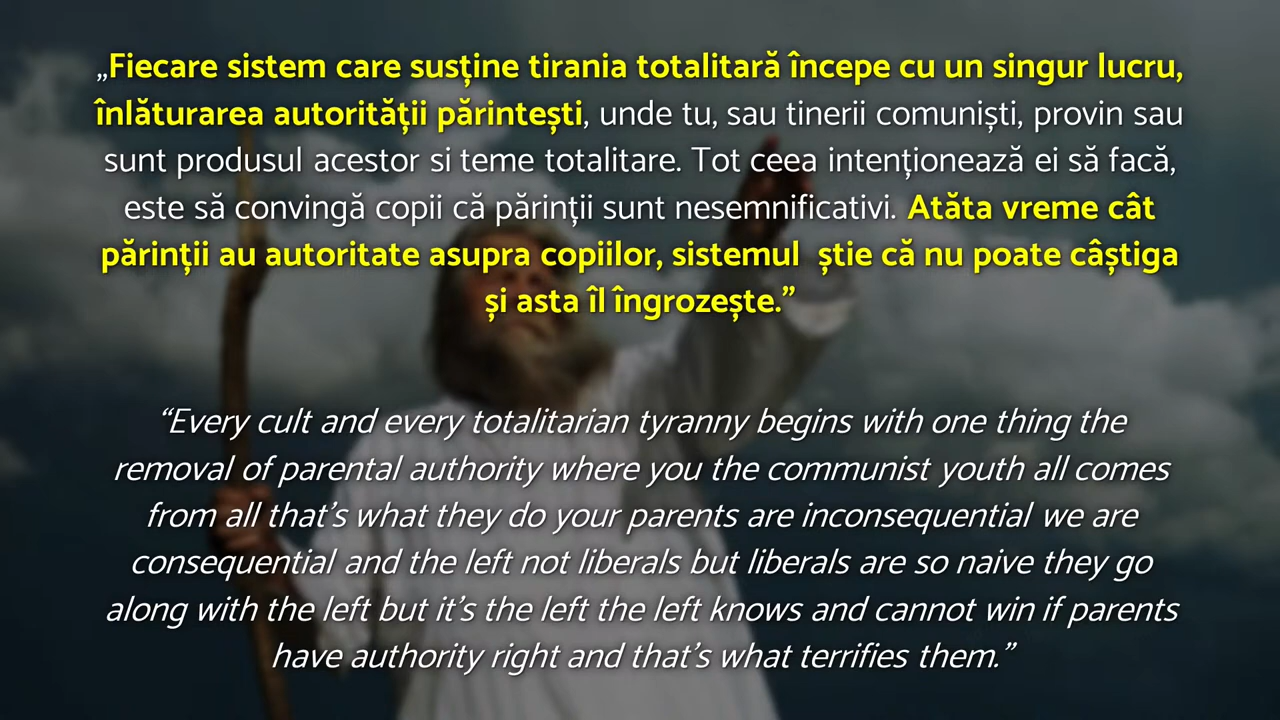 „Fiecare sistem care susține tirania totalitară începe cu un singur lucru,
înlăturarea autorității părintești, unde tu, sau tinerii comuniști, provin sau
sunt produsul acestor si teme totalitare. Tot ceea intenționează ei să facă,
este să convingă copii că părinții sunt nesemnificativi. Atăta vreme cât
părinții au autoritate asupra copiilor, sistemul  știe că nu poate câștiga
și asta îl îngrozește.”
“Every cult and every totalitarian tyranny begins with one thing the
removal of parental authority where you the communist youth all comes
from all that’s what they do your parents are inconsequential we are
consequential and the left not liberals but liberals are so naive they go
along with the left but it’s the left the left knows and cannot win if parents
have authority right and that’s what terrifies them.”